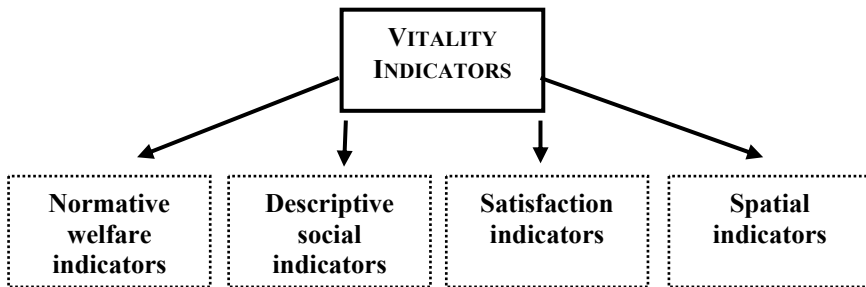 VITALITY
INDICATORS
Normative
welfare
indicators
Descriptive
social
indicators
Satisfaction
indicators
Spatial
indicators